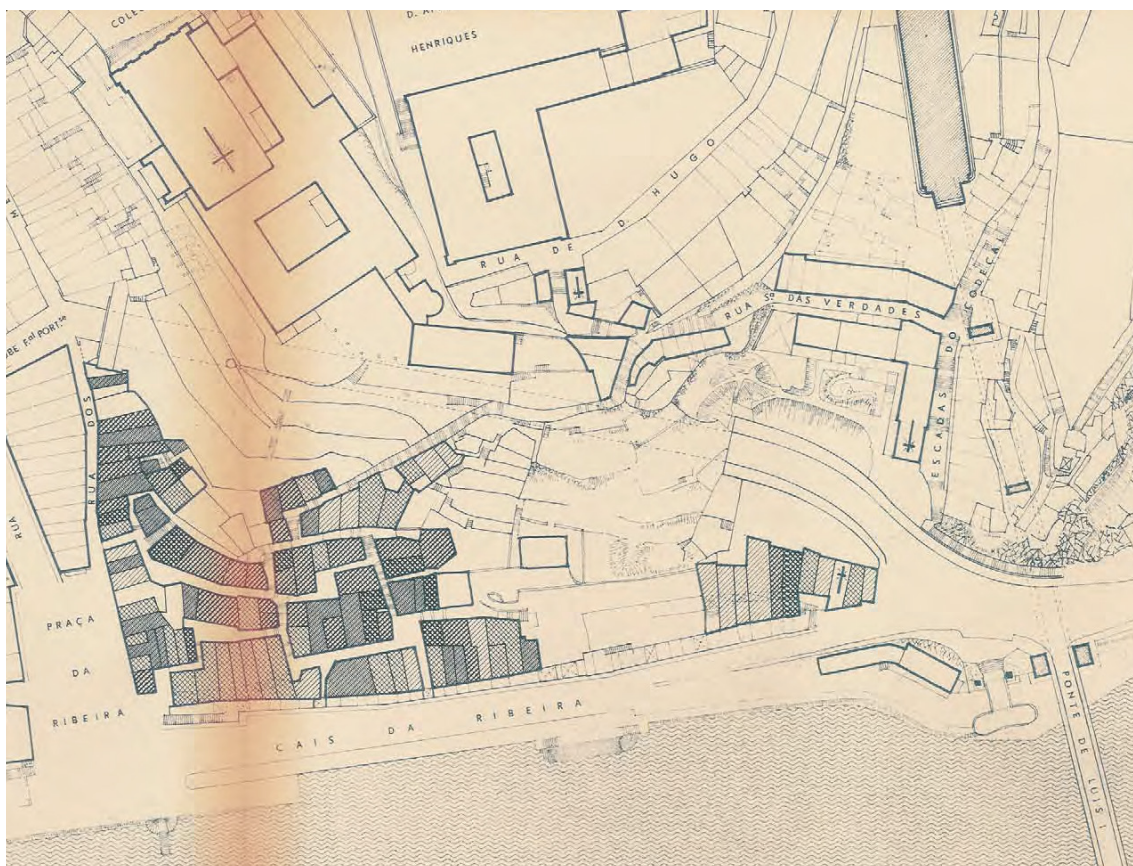 COLÉG
D. A
HENRIQUES
RUA DE D. HUGO
RUA Sª DAS VERDADES
ESCADAS DO CODEÇAL
RUA DOS
RUA
PRAÇA
DA
RIBEIRA
CAIS DA RIBEIRA
PONTE DE LUIS I